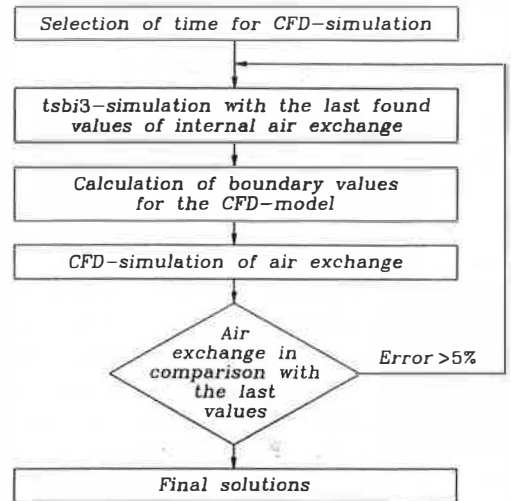 Selection of time for CFD-simulation
tsbi3-simulation with the last found
values of internal air exchange
Calculation of boundary values
for the CFD-model
CFD-simulation of air exchange
Air
exchange in
comparison with
the last
values
Error >5%
Final solutions